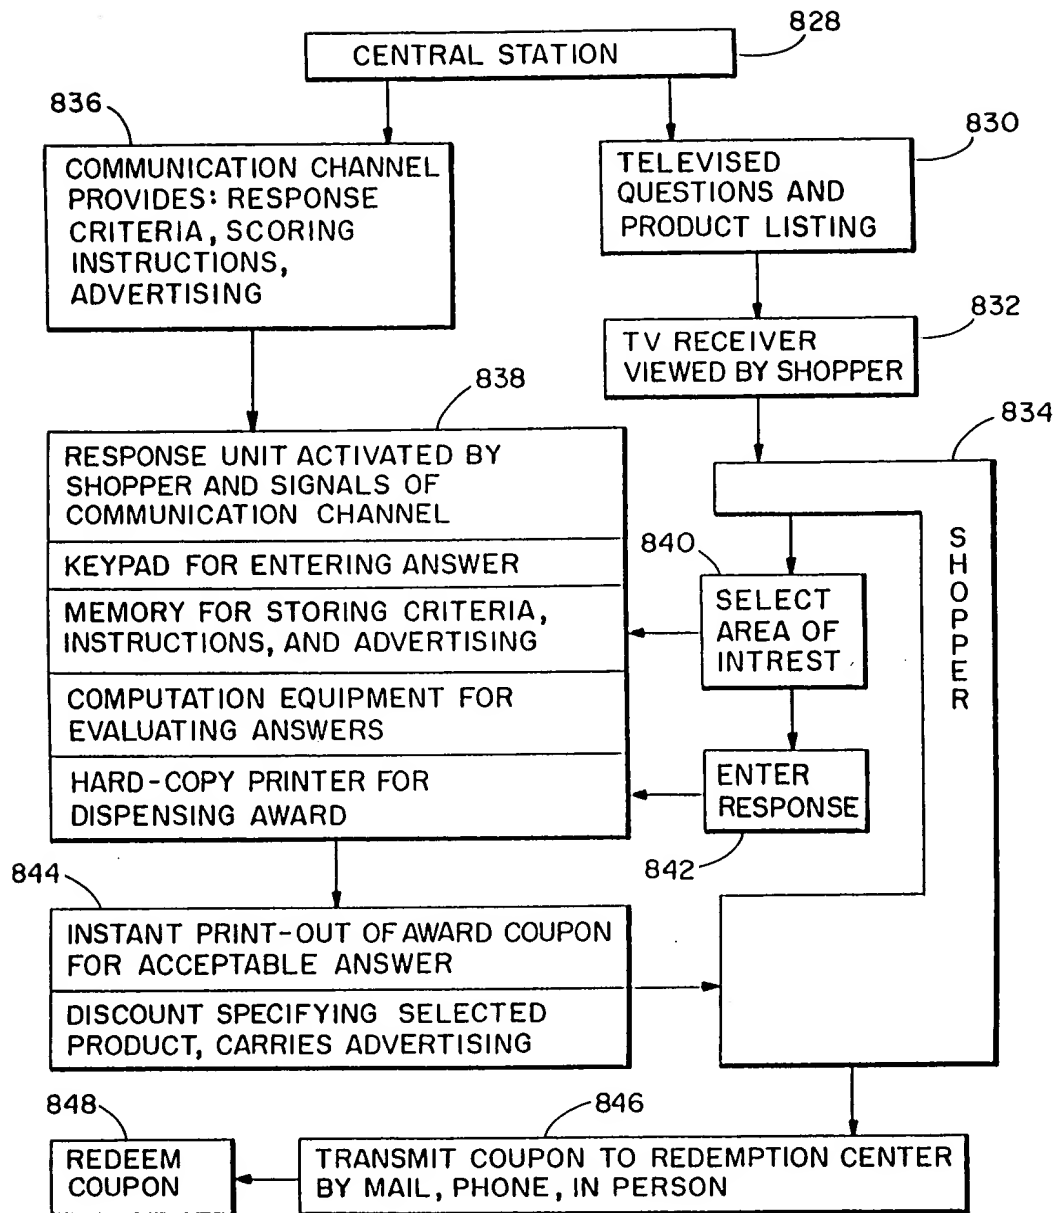 828
CENTRAL STATION
836
COMMUNICATION CHANNEL
PROVIDES: RESPONSE
CRITERIA, SCORING
INSTRUCTIONS,
ADVERTISING
830
TELEVISED
QUESTIONS AND
PRODUCT LISTING
832
TV RECEIVER
VIEWED BY SHOPPER
834
SHOPPER
838
RESPONSE UNIT ACTIVATED BY
SHOPPER AND SIGNALS OF
COMMUNICATION CHANNEL
KEYPAD FOR ENTERING ANSWER
MEMORY FOR STORING CRITERIA,
INSTRUCTIONS, AND ADVERTISING
COMPUTATION EQUIPMENT FOR
EVALUATING ANSWERS
HARD-COPY PRINTER FOR
DISPENSING AWARD
840
SELECT
AREA OF
INTREST
ENTER
RESPONSE
842
844
INSTANT PRINT-OUT OF AWARD COUPON
FOR ACCEPTABLE ANSWER
DISCOUNT SPECIFYING SELECTED
PRODUCT, CARRIES ADVERTISING
846
TRANSMIT COUPON TO REDEMPTION CENTER
BY MAIL, PHONE, IN PERSON
848
REDEEM
COUPON